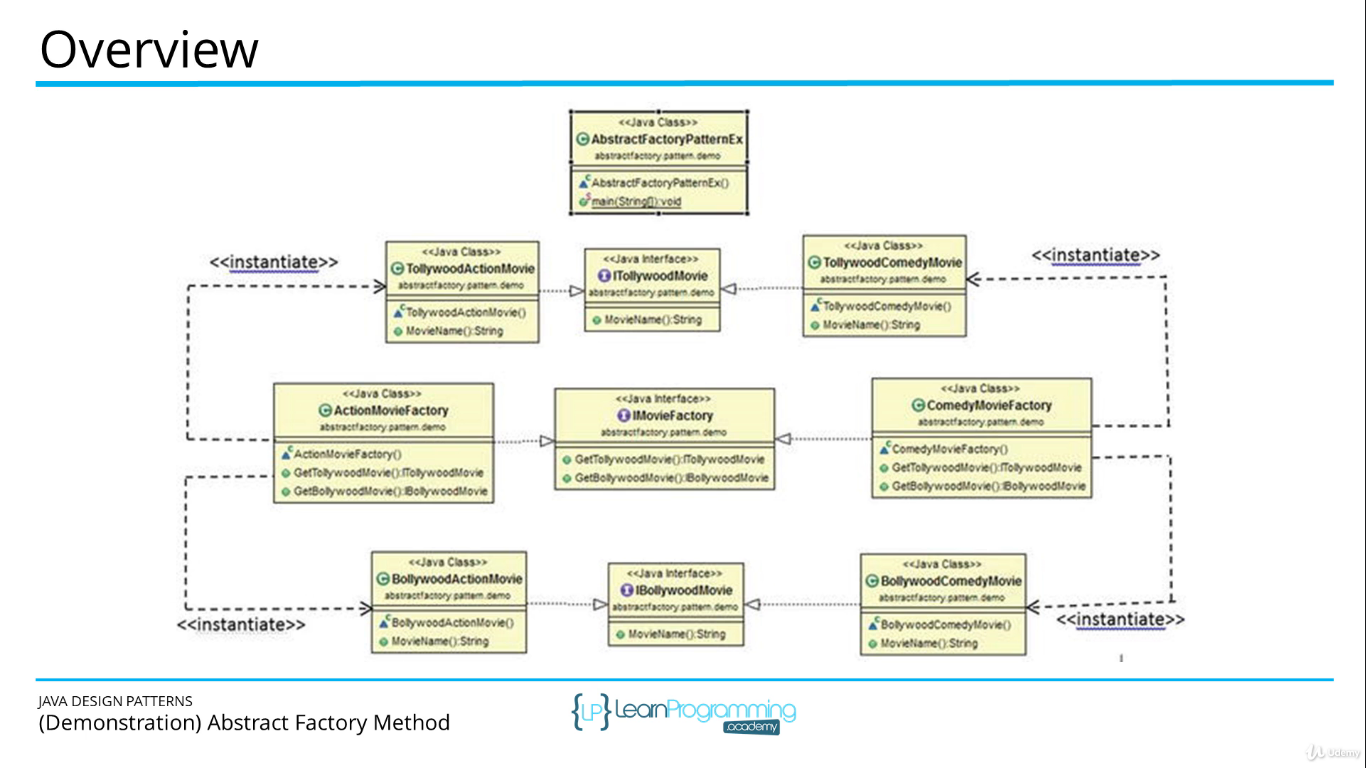 Overview
<<Java Class>>
AbstractFactoryPatternEx
abstractfactory.pattern.demo
AbstractFactoryPatternEx()
main(String[]):void
<<instantiate>>
<<Java Class>>
TollywoodActionMovie
abstractfactory.pattern.demo
TollywoodActionMovie()
MovieName():String
<<Java Interface>>
ITollywoodMovie
abstractfactory.pattern.demo
MovieName():String
<<Java Class>>
TollywoodComedyMovie
abstractfactory.pattern.demo
TollywoodComedyMovie()
MovieName():String
<<instantiate>>
<<Java Class>>
ActionMovieFactory
abstractfactory.pattern.demo
ActionMovieFactory()
GetTollywoodMovie():ITollywoodMovie
GetBollywoodMovie():IBollywoodMovie
<<Java Interface>>
IMovieFactory
abstractfactory.pattern.demo
GetTollywoodMovie():ITollywoodMovie
GetBollywoodMovie():IBollywoodMovie
<<Java Class>>
ComedyMovieFactory
abstractfactory.pattern.demo
ComedyMovieFactory()
GetTollywoodMovie():ITollywoodMovie
GetBollywoodMovie():IBollywoodMovie
<<instantiate>>
<<Java Class>>
BollywoodActionMovie
abstractfactory.pattern.demo
BollywoodActionMovie()
MovieName():String
<<Java Interface>>
IBollywoodMovie
abstractfactory.pattern.demo
MovieName():String
<<Java Class>>
BollywoodComedyMovie
abstractfactory.pattern.demo
BollywoodComedyMovie()
MovieName():String
<<instantiate>>
JAVA DESIGN PATTERNS
(Demonstration) Abstract Factory Method
{LP} LearnProgramming
.academy
Udemy